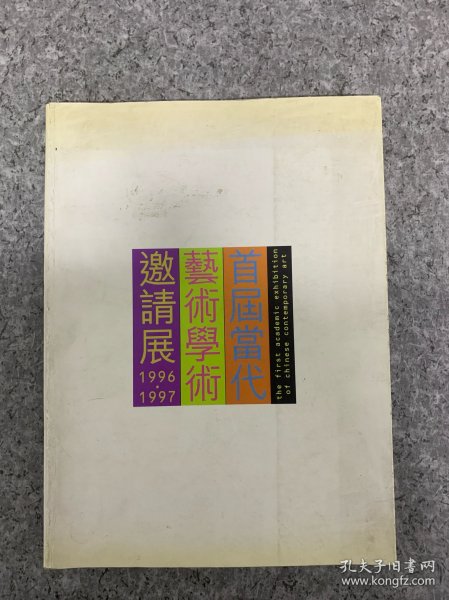 首屆當代
藝術學術
邀請展
1996
·
1997
the first academic exhibition
of chinese contemporary art
孔夫子旧書网
www.kongfz.com